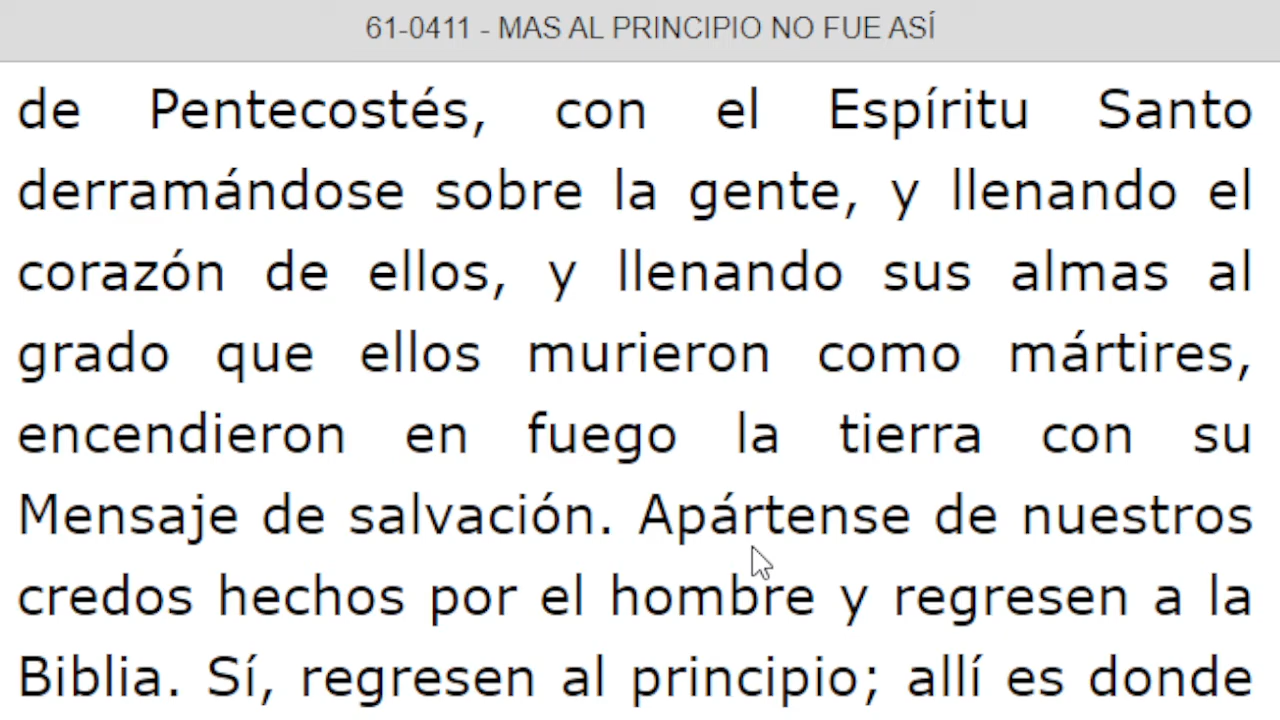 61-0411 - MAS AL PRINCIPIO NO FUE ASÍ
de Pentecostés, con el Espíritu Santo
derramándose sobre la gente, y llenando el
corazón de ellos, y llenando sus almas al
grado que ellos murieron como mártires,
encendieron en fuego la tierra con su
Mensaje de salvación. Apártense de nuestros
credos hechos por el hombre y regresen a la
Biblia. Sí, regresen al principio; allí es donde